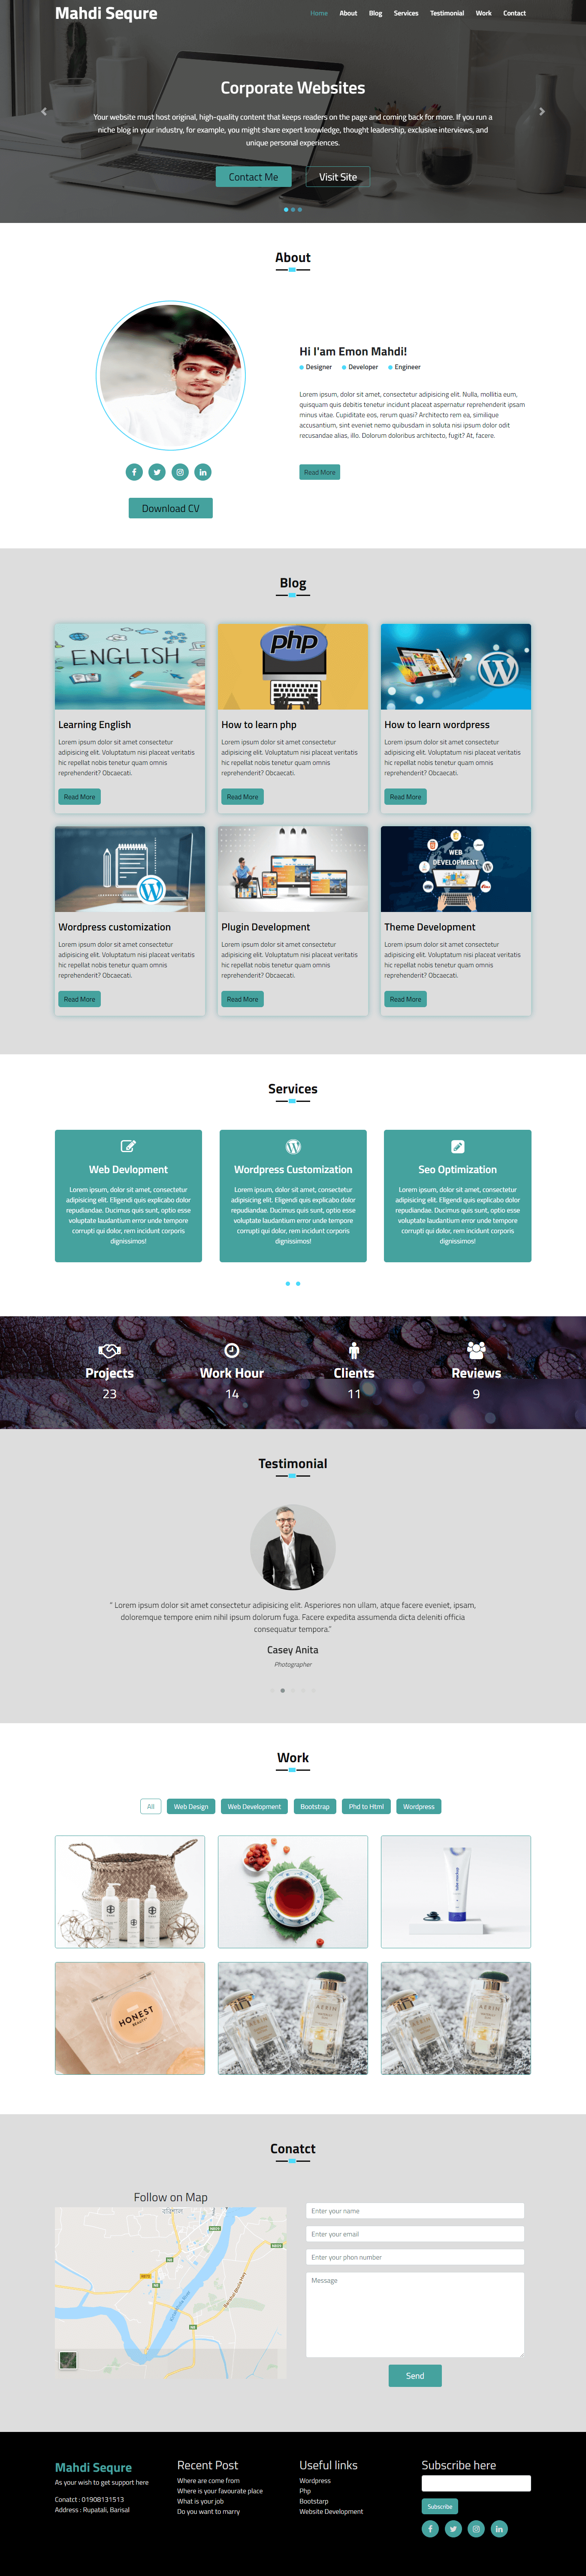 Mahdi Sequre
Home About Blog Services Testimonial Work Contact
Corporate Websites
Your website must host original, high-quality content that keeps readers on the page and coming back for more. If you run a
niche blog in your industry, for example, you might share expert knowledge, thought leadership, exclusive interviews, and
unique personal experiences.
Contact Me Visit Site
About
Hi I'am Emon Mahdi!
Designer Developer Engineer
Lorem ipsum, dolor sit amet, consectetur adipisicing elit. Nulla, mollitia eum,
quisquam quis debitis tenetur incidunt placeat aspernatur reprehenderit ipsam
minus vitae. Cupiditate eos, rerum quasi? Architecto rem ea, similique
accusantium, sint eveniet nemo quibusdam in soluta nisi ipsum dolor odit
recusandae alias, illo. Dolorum doloribus architecto, fugit? At, facere.
Read More
Download CV
Blog
ENGLISH
Learning English
Lorem ipsum dolor sit amet consectetur
adipisicing elit. Voluptatum nisi placeat veritatis
hic repellat nobis tenetur quam omnis
reprehenderit? Obcaecati.
Read More
php
How to learn php
Lorem ipsum dolor sit amet consectetur
adipisicing elit. Voluptatum nisi placeat veritatis
hic repellat nobis tenetur quam omnis
reprehenderit? Obcaecati.
Read More
How to learn wordpress
Lorem ipsum dolor sit amet consectetur
adipisicing elit. Voluptatum nisi placeat veritatis
hic repellat nobis tenetur quam omnis
reprehenderit? Obcaecati.
Read More
Wordpress customization
Lorem ipsum dolor sit amet consectetur
adipisicing elit. Voluptatum nisi placeat veritatis
hic repellat nobis tenetur quam omnis
reprehenderit? Obcaecati.
Read More
Plugin Development
Lorem ipsum dolor sit amet consectetur
adipisicing elit. Voluptatum nisi placeat veritatis
hic repellat nobis tenetur quam omnis
reprehenderit? Obcaecati.
Read More
WEB
DEVELOPMENT
Theme Development
Lorem ipsum dolor sit amet consectetur
adipisicing elit. Voluptatum nisi placeat veritatis
hic repellat nobis tenetur quam omnis
reprehenderit? Obcaecati.
Read More
Services
Web Devlopment
Lorem ipsum, dolor sit amet, consectetur
adipisicing elit. Eligendi quis explicabo dolor
repudiandae. Ducimus quis sunt, optio esse
voluptate laudantium error unde tempore
corrupti qui dolor, rem incidunt corporis
dignissimos!
Wordpress Customization
Lorem ipsum, dolor sit amet, consectetur
adipisicing elit. Eligendi quis explicabo dolor
repudiandae. Ducimus quis sunt, optio esse
voluptate laudantium error unde tempore
corrupti qui dolor, rem incidunt corporis
dignissimos!
Seo Optimization
Lorem ipsum, dolor sit amet, consectetur
adipisicing elit. Eligendi quis explicabo dolor
repudiandae. Ducimus quis sunt, optio esse
voluptate laudantium error unde tempore
corrupti qui dolor, rem incidunt corporis
dignissimos!
Projects Work Hour Clients Reviews
23 14 11 9
Testimonial
“ Lorem ipsum dolor sit amet consectetur adipisicing elit. Asperiores non ullam, atque facere eveniet, ipsam,
doloremque tempore enim nihil ipsum dolorum fuga. Facere expedita assumenda dicta deleniti officia
consequatur tempora.”
Casey Anita
Photographer
Work
All Web Design Web Development Bootstrap Phd to Html Wordpress
HONEST
BEAUTY
AERIN
AERIN
Conatct
Follow on Map
Enter your name
Enter your email
Enter your phon number
Message
Send
Mahdi Sequre
As your wish to get support here
Conatct : 01908131513
Address : Rupatali, Barisal
Recent Post
Where are come from
Where is your favourate place
What is your job
Do you want to marry
Useful links
Wordpress
Php
Bootstarp
Website Development
Subscribe here
Subscribe